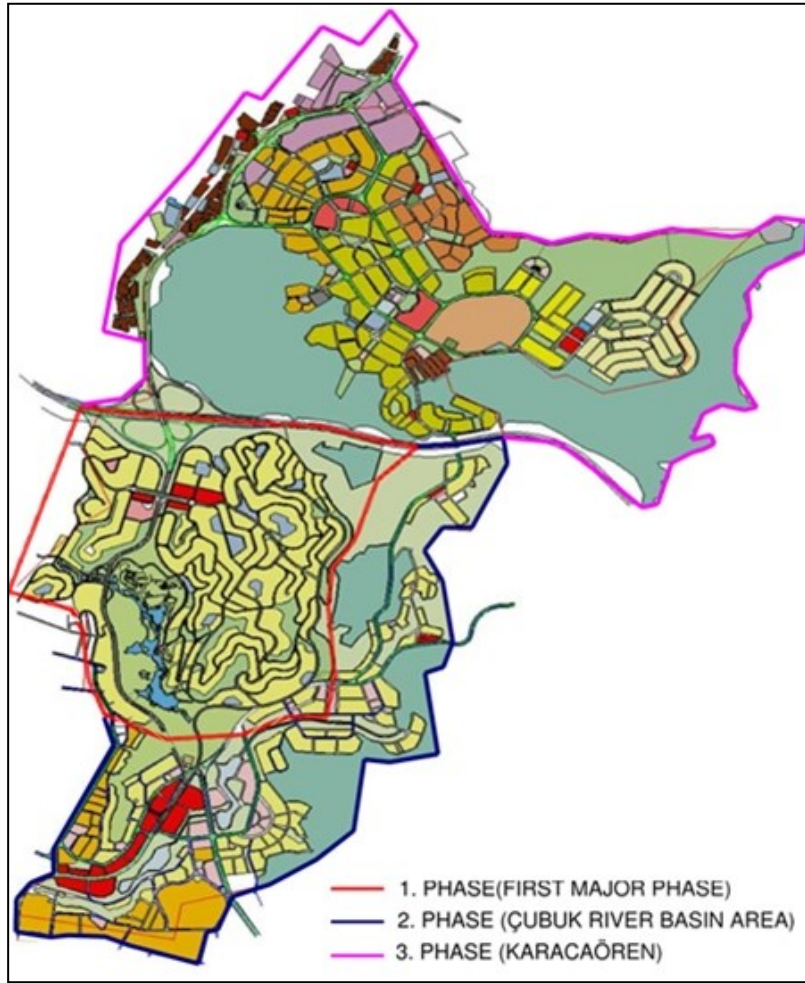 1. PHASE(FIRST MAJOR PHASE)
2. PHASE (ÇUBUK RIVER BASIN AREA)
3. PHASE (KARACAÖREN)